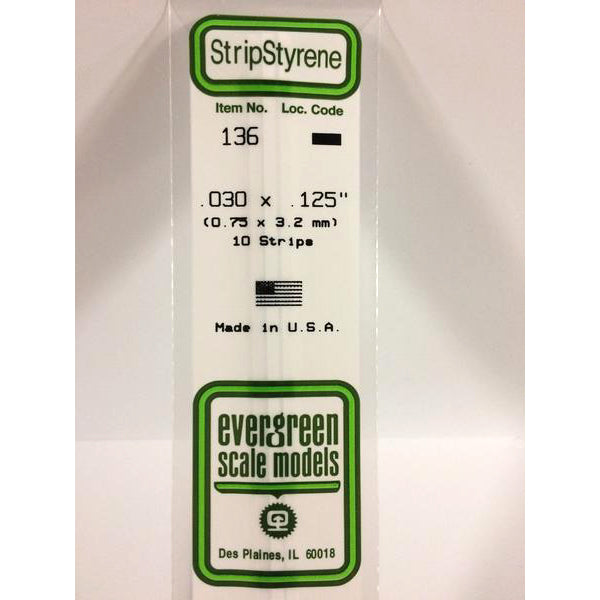 StripStyrene
Item No. Loc. Code
136
.030 x .125"
(0.75 x 3.2 mm)
10 Strips
Made in U.S.A.
evergreen
scale models
Des Plaines, IL 60018